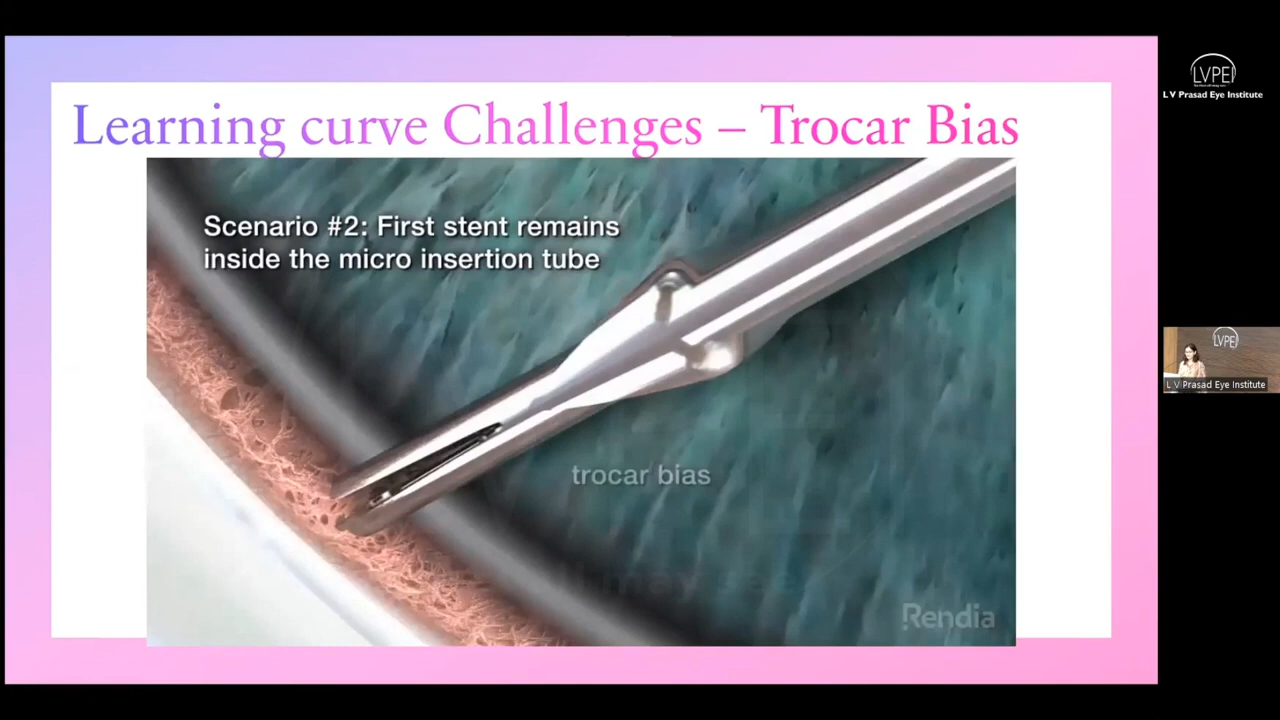 Learning curve Challenges – Trocar Bias
Scenario #2: First stent remains
inside the micro insertion tube
trocar bias
Rendia
LVPEI
L V Prasad Eye Institute
LVPEI
L V Prasad Eye Institute